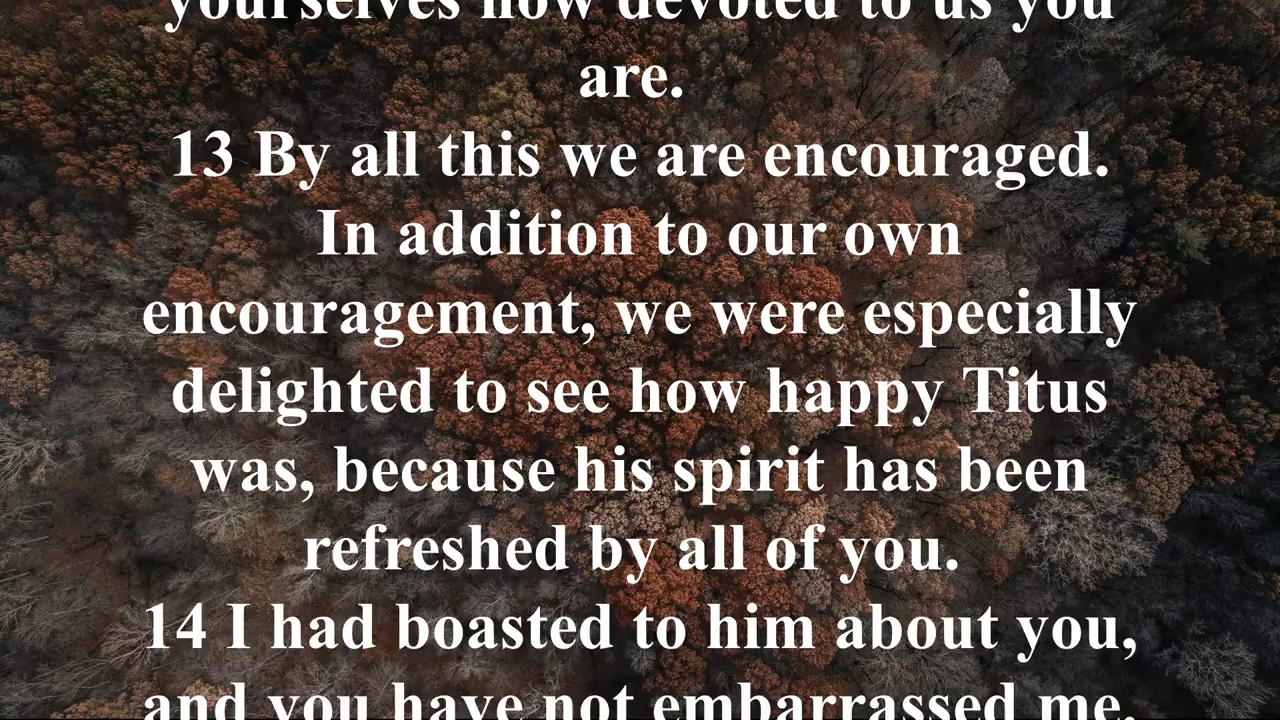 yourselves how devoted to us you
are.
13 By all this we are encouraged.
In addition to our own
encouragement, we were especially
delighted to see how happy Titus
was, because his spirit has been
refreshed by all of you.
14 I had boasted to him about you,
and you have not embarrassed me.